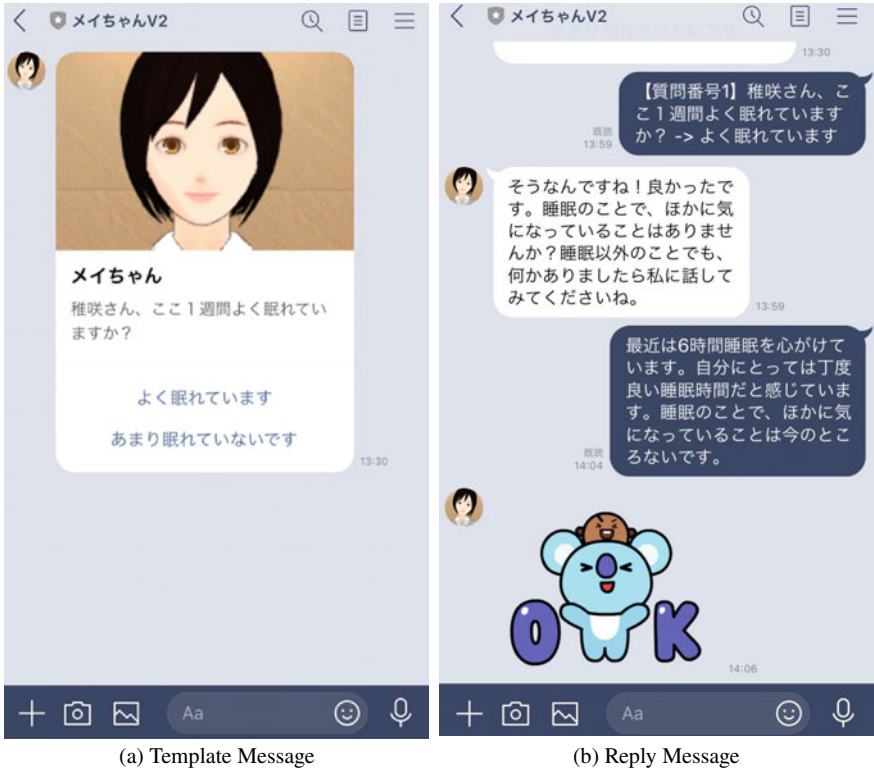 メイちゃんV2
メイちゃん
稚咲さん、ここ1週間よく眠れてい
ますか?
よく眠れています
あまり眠れていないです
13:30
Aa
(a) Template Message
メイちゃんV2
13:30
【質問番号1】稚咲さん、こ
こ1週間よく眠れています
か? -> よく眠れています
既読
13:59
そうなんですね!良かったで
す。睡眠のことで、ほかに気
になっていることはありませ
んか?睡眠以外のことでも、
何かありましたら私に話して
みてくださいね。
13:59
最近は6時間睡眠を心がけて
います。自分にとっては丁度
良い睡眠時間だと感じていま
す。睡眠のことで、ほかに気
になっていることは今のとこ
ろないです。
既読
14:04
OK
14:06
Aa
(b) Reply Message